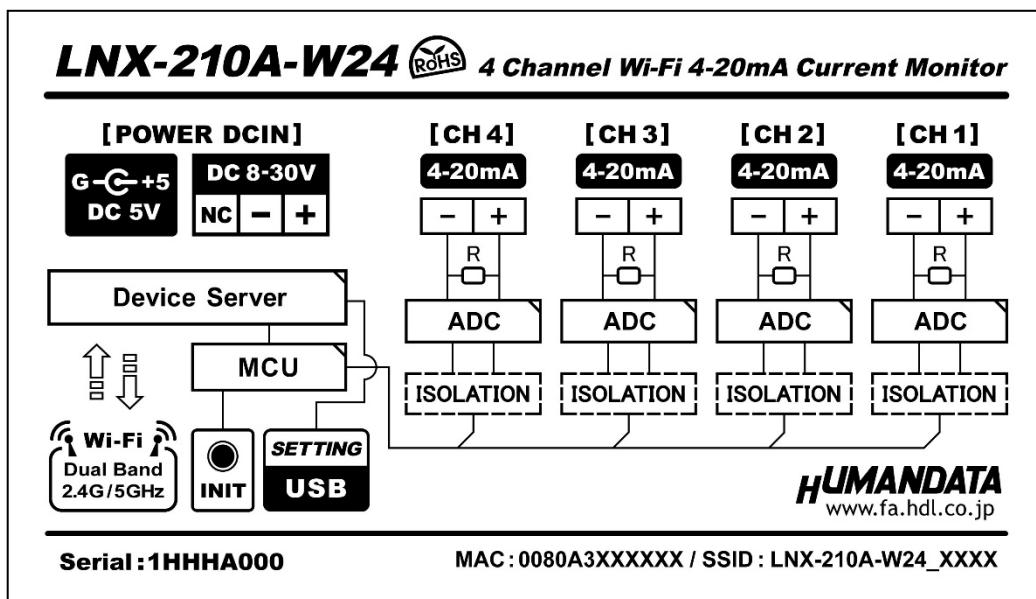 LNX-210A-W24 RoHS 4 Channel Wi-Fi 4-20mA Current Monitor
[POWER DCIN] [CH 4] [CH 3] [CH 2] [CH 1]
G +5 DC 8-30V 4-20mA 4-20mA 4-20mA 4-20mA
DC 5V NC − + − + − + − + − +
R R R R
Device Server ADC ADC ADC ADC
MCU ISOLATION ISOLATION ISOLATION ISOLATION
Wi-Fi
Dual Band
2.4G/5GHz
INIT
SETTING
USB
HUMANDATA
www.fa.hdl.co.jp
Serial:1HHHA000 MAC:0080A3XXXXXX / SSID : LNX-210A-W24_XXXX